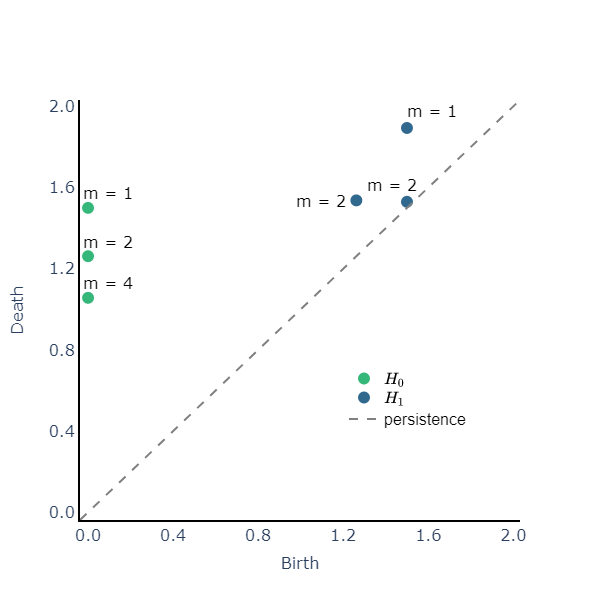 2.0
m = 1
1.6
m = 1
m = 2
m = 2
m = 2
1.2
m = 4
Death
0.8
H₀
H₁
persistence
0.4
0.0
0.0 0.4 0.8 1.2 1.6 2.0
Birth